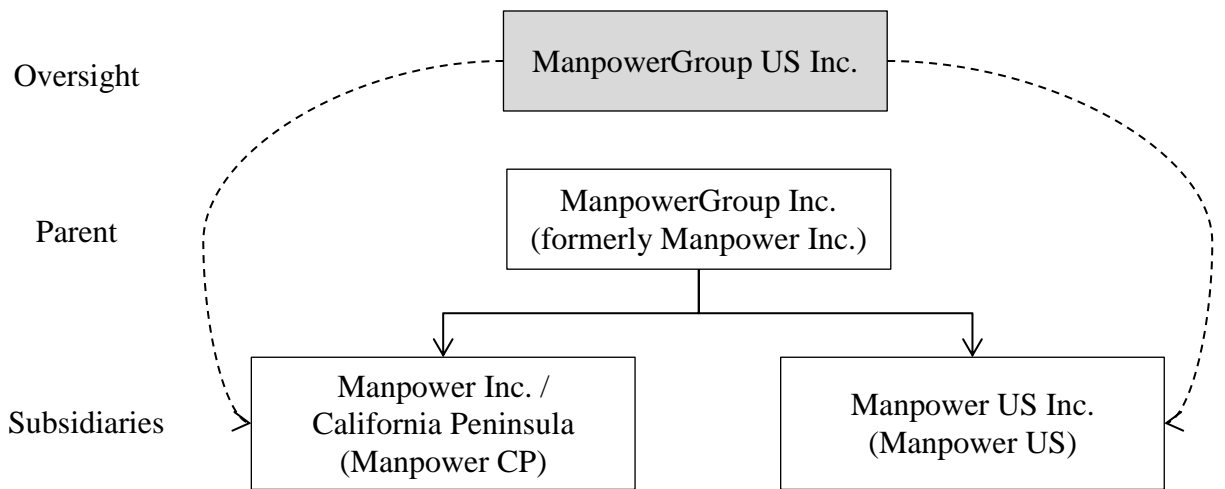 Oversight
ManpowerGroup US Inc.
Parent
ManpowerGroup Inc.
(formerly Manpower Inc.)
Subsidiaries
Manpower Inc. /
California Peninsula
(Manpower CP)
Manpower US Inc.
(Manpower US)